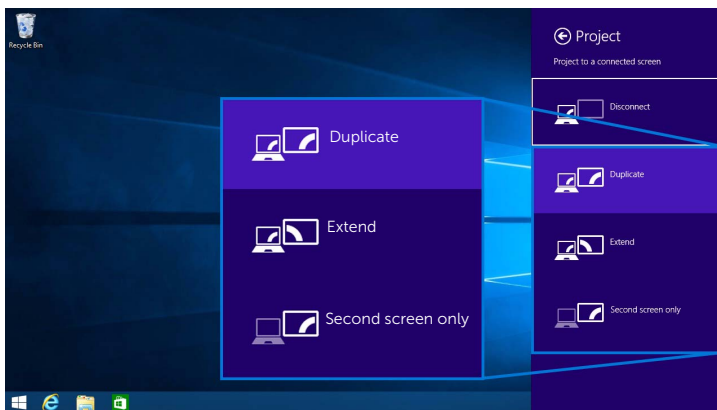 Recycle Bin
Project
Project to a connected screen
Disconnect
Duplicate
Extend
Second screen only
Duplicate
Extend
Second screen only